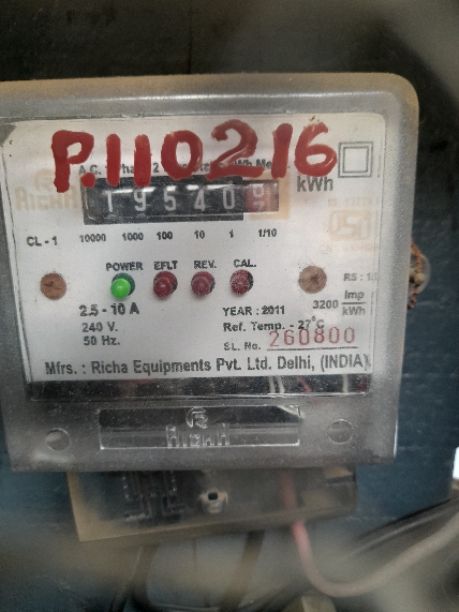 P.110216
kWh
19540
CL - 1 10000 1000 100 10 1 1/10
POWER EFLT REV. CAL.
2.5 - 10 A YEAR : 2011 3200 Imp/kWh
240 V. Ref. Temp. - 27°C
50 Hz. SL. No. 260800
Mfrs. : Richa Equipments Pvt. Ltd. Delhi, (INDIA)
RICHA